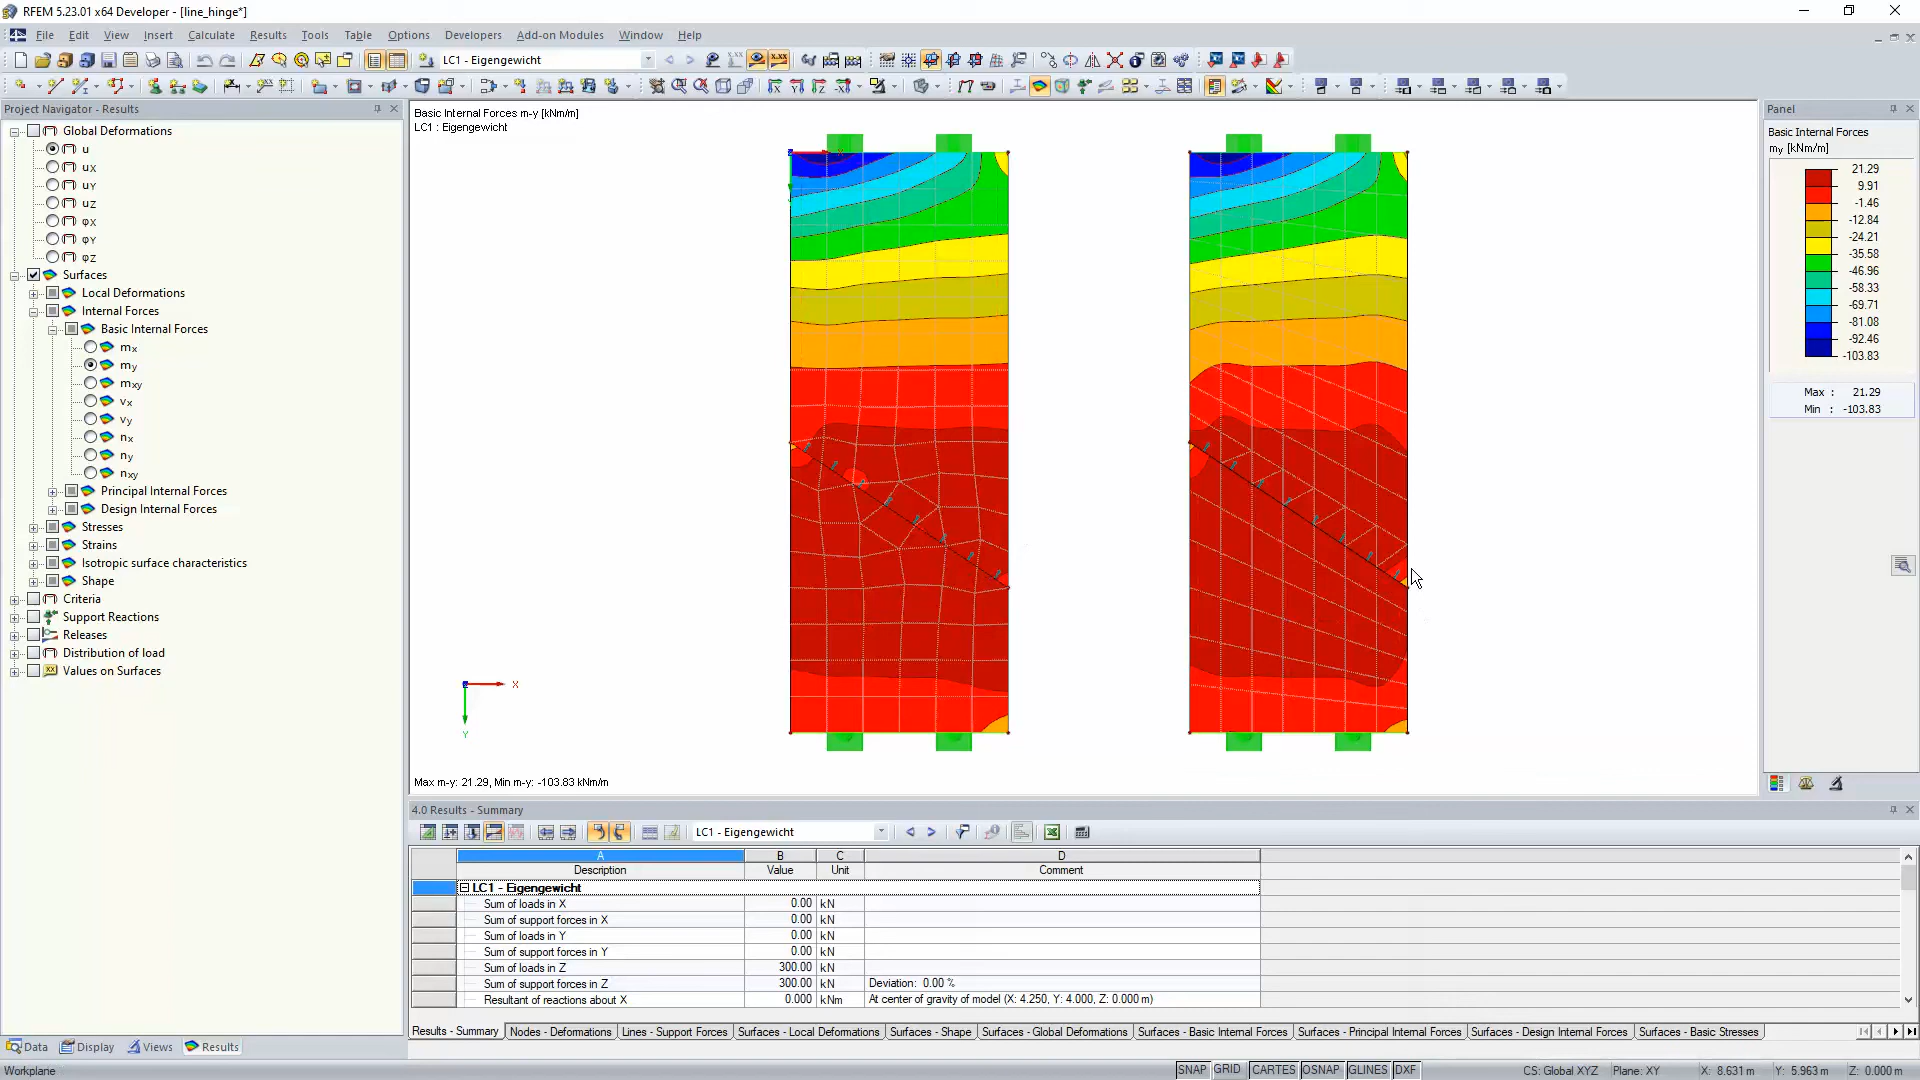 RFEM 5.23.01 x64 Developer - [line_hinge*]
File Edit View Insert Calculate Results Tools Table Options Developers Add-on Modules Window Help
LC1 - Eigengewicht
Project Navigator - Results
Global Deformations
u
uX
uY
uZ
φX
φY
φZ
Surfaces
Local Deformations
Internal Forces
Basic Internal Forces
mx
my
mxy
vx
vy
nx
ny
nxy
Principal Internal Forces
Design Internal Forces
Stresses
Strains
Isotropic surface characteristics
Shape
Criteria
Support Reactions
Releases
Distribution of load
Values on Surfaces
Data Display Views Results
Basic Internal Forces m-y [kNm/m]
LC1 : Eigengewicht
X
Y
Max m-y: 21.29, Min m-y: -103.83 kNm/m
Panel
Basic Internal Forces
my [kNm/m]
21.29
9.91
-1.46
-12.84
-24.21
-35.58
-46.96
-58.33
-69.71
-81.08
-92.46
-103.83
Max : 21.29
Min : -103.83
4.0 Results - Summary
LC1 - Eigengewicht
A B C D
Description Value Unit Comment
LC1 - Eigengewicht
Sum of loads in X 0.00 kN
Sum of support forces in X 0.00 kN
Sum of loads in Y 0.00 kN
Sum of support forces in Y 0.00 kN
Sum of loads in Z 300.00 kN
Sum of support forces in Z 300.00 kN Deviation: 0.00 %
Resultant of reactions about X 0.000 kNm At center of gravity of model (X: 4.250, Y: 4.000, Z: 0.000 m)
Results - Summary Nodes - Deformations Lines - Support Forces Surfaces - Local Deformations Surfaces - Shape Surfaces - Global Deformations Surfaces - Basic Internal Forces Surfaces - Principal Internal Forces Surfaces - Design Internal Forces Surfaces - Basic Stresses
Workplane SNAP GRID CARTES OSNAP GLINES DXF CS: Global XYZ Plane: XY X: 8.631 m Y: 5.963 m Z: 0.000 m